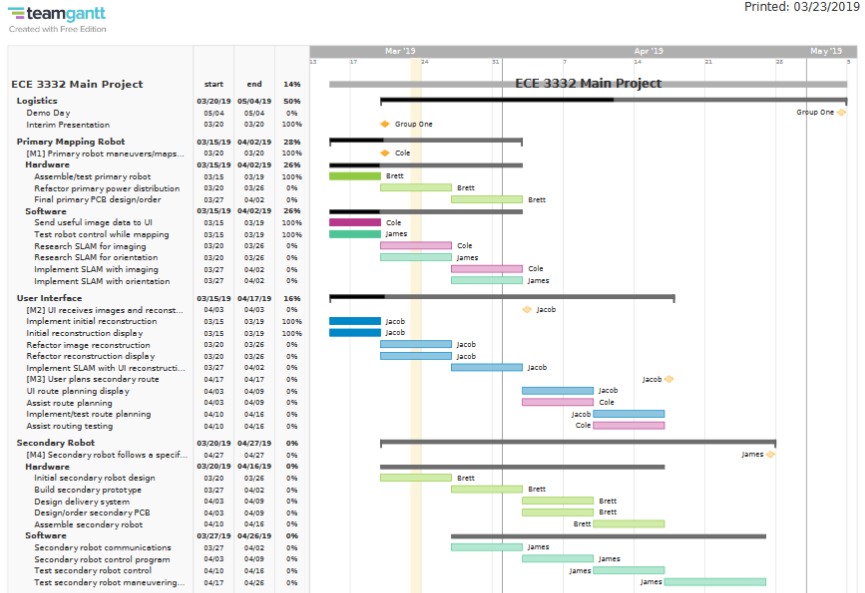 teamgantt
Created with Free Edition
Printed: 03/23/2019
Mar '19 Apr '19 May '19
13 17 24 31 7 14 21 28 5
ECE 3332 Main Project start end 14% ECE 3332 Main Project
Logistics 03/20/19 05/04/19 50%
Demo Day 05/04 05/04 0% Group One
Interim Presentation 03/20 03/20 100% Group One
Primary Mapping Robot 03/15/19 04/02/19 28%
[M1] Primary robot maneuvers/maps... 03/20 03/20 100% Cole
Hardware 03/15/19 04/02/19 26%
Assemble/test primary robot 03/15 03/19 100% Brett
Refactor primary power distribution 03/20 03/26 0% Brett
Final primary PCB design/order 03/27 04/02 0% Brett
Software 03/15/19 04/02/19 26%
Send useful image data to UI 03/15 03/19 100% Cole
Test robot control while mapping 03/15 03/19 100% James
Research SLAM for imaging 03/20 03/26 0% Cole
Research SLAM for orientation 03/20 03/26 0% James
Implement SLAM with imaging 03/27 04/02 0% Cole
Implement SLAM with orientation 03/27 04/02 0% James
User Interface 03/15/19 04/17/19 16%
[M2] UI receives images and reconst... 04/03 04/03 0% Jacob
Implement initial reconstruction 03/15 03/19 100% Jacob
Initial reconstruction display 03/15 03/19 100% Jacob
Refactor image reconstruction 03/20 03/26 0% Jacob
Refactor reconstruction display 03/20 03/26 0% Jacob
Implement SLAM with UI reconstructi... 03/27 04/02 0% Jacob
[M3] User plans secondary route 04/17 04/17 0% Jacob
UI route planning display 04/03 04/09 0% Jacob
Assist route planning 04/03 04/09 0% Cole
Implement/test route planning 04/10 04/16 0% Jacob
Assist routing testing 04/10 04/16 0% Cole
Secondary Robot 03/20/19 04/27/19 0%
[M4] Secondary robot follows a specif... 04/27 04/27 0% James
Hardware 03/20/19 04/16/19 0%
Initial secondary robot design 03/20 03/26 0% Brett
Build secondary prototype 03/27 04/02 0% Brett
Design delivery system 04/03 04/09 0% Brett
Design/order secondary PCB 04/03 04/09 0% Brett
Assemble secondary robot 04/10 04/16 0% Brett
Software 03/27/19 04/26/19 0%
Secondary robot communications 03/27 04/02 0% James
Secondary robot control program 04/03 04/09 0% James
Test secondary robot control 04/10 04/16 0% James
Test secondary robot maneuvering... 04/17 04/26 0% James